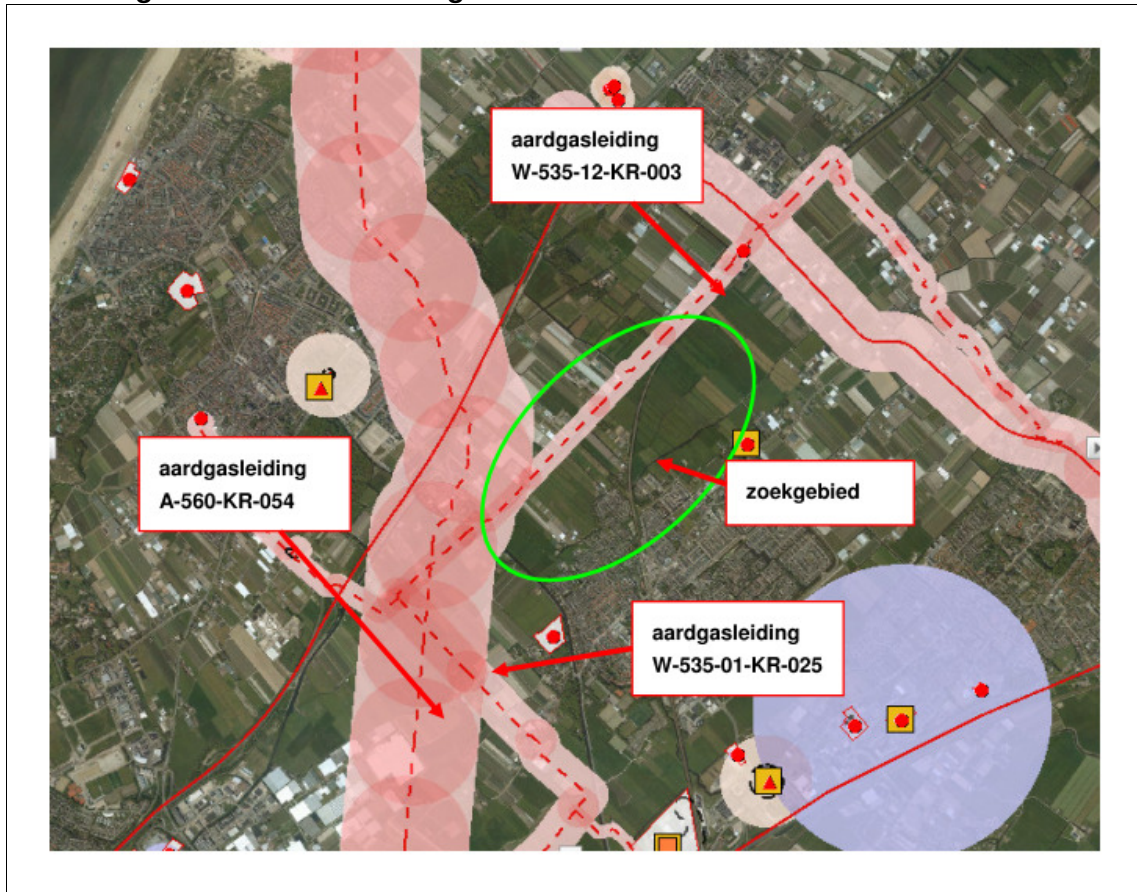 aardgasleiding
W-535-12-KR-003
aardgasleiding
A-560-KR-054
zoekgebied
aardgasleiding
W-535-01-KR-025